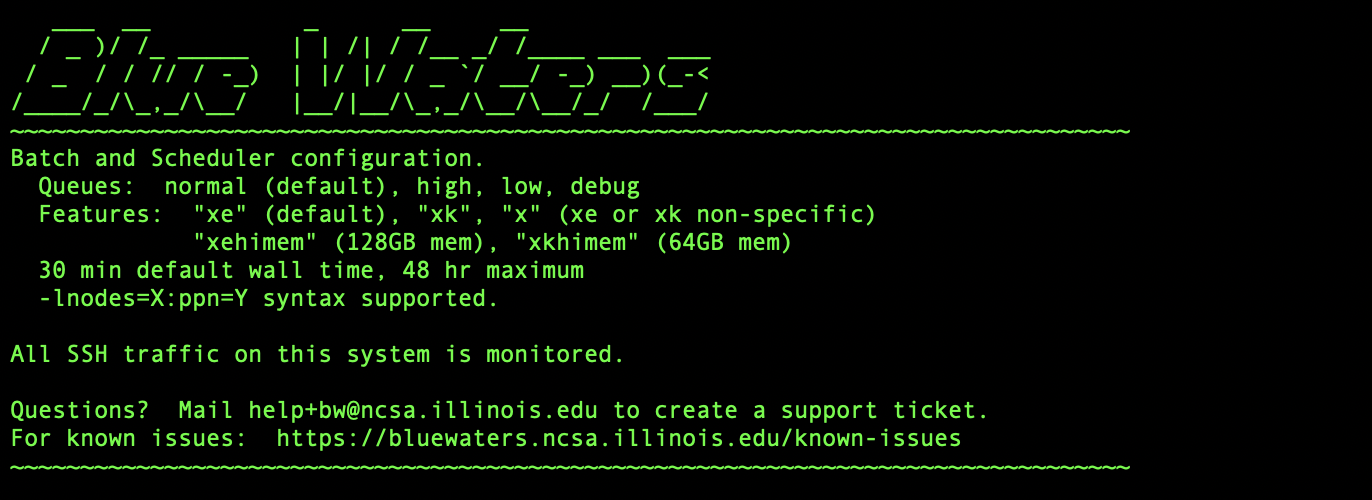 Blue Waters
~~~~~~~~~~~~~~~~~~~~~~~~~~~~~~~~~~~~~~~~~~~~~~~~~~~~~~~~~~~~~~~~~~~~~~~~~~~~~~~~
Batch and Scheduler configuration.
  Queues:  normal (default), high, low, debug
  Features:  "xe" (default), "xk", "x" (xe or xk non-specific)
             "xehimem" (128GB mem), "xkhimem" (64GB mem)
  30 min default wall time, 48 hr maximum
  -lnodes=X:ppn=Y syntax supported.

All SSH traffic on this system is monitored.

Questions?  Mail help+bw@ncsa.illinois.edu to create a support ticket.
For known issues:  https://bluewaters.ncsa.illinois.edu/known-issues
~~~~~~~~~~~~~~~~~~~~~~~~~~~~~~~~~~~~~~~~~~~~~~~~~~~~~~~~~~~~~~~~~~~~~~~~~~~~~~~~